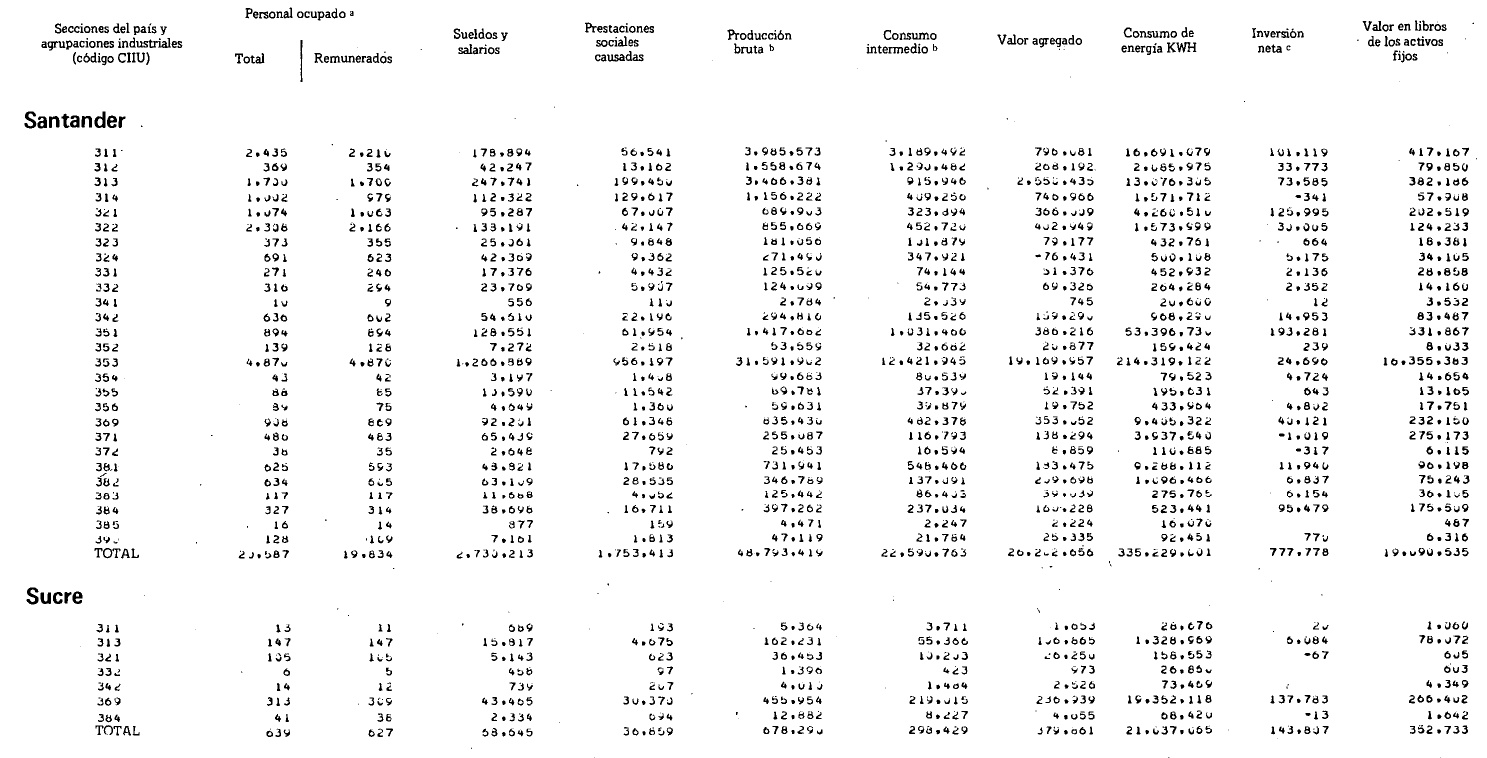 Secciones del país y agrupaciones industriales (código CIIU) Personal ocupado a Total Remunerados Sueldos y salarios Prestaciones sociales causadas Producción bruta b Consumo intermedio b Valor agregado Consumo de energía KWH Inversión neta c Valor en libros de los activos fijos
Santander
311 2.435 2.210 178.894 56.541 3.985.573 3.189.492 796.081 16.691.079 101.119 417.167
312 369 354 42.247 13.162 1.558.674 1.290.482 268.192 2.085.975 33.773 79.850
313 1.730 1.700 247.741 199.450 3.466.381 915.946 2.550.435 13.076.305 73.585 382.186
314 1.002 979 112.322 129.617 1.156.222 409.256 746.966 1.571.712 -341 57.908
321 1.074 1.063 95.287 67.007 689.903 323.894 366.009 4.260.510 125.995 202.519
322 2.308 2.166 133.191 42.147 855.669 452.720 402.949 1.573.999 30.005 124.233
323 373 355 25.361 9.848 181.056 101.879 79.177 432.761 664 18.381
324 691 623 42.369 9.362 271.490 347.921 -76.431 500.108 5.175 34.105
331 271 246 17.376 4.432 125.520 74.144 51.376 452.932 2.136 28.858
332 316 294 23.769 5.907 124.099 54.773 69.326 264.284 2.352 14.160
341 10 9 556 110 2.784 2.039 745 20.600 12 3.532
342 636 602 54.510 22.196 294.816 135.526 159.290 968.290 14.953 83.487
351 894 894 128.551 61.954 1.417.682 1.031.466 386.216 53.396.730 193.281 331.867
352 139 128 7.272 2.518 53.559 32.682 20.877 159.424 239 8.033
353 4.870 4.870 1.266.889 956.197 31.591.902 12.421.945 19.169.957 214.319.122 24.696 16.355.383
354 43 42 3.197 1.408 99.683 80.539 19.144 79.523 4.724 14.654
355 88 85 10.590 11.542 89.781 37.390 52.391 195.631 643 13.165
356 89 75 4.649 1.360 59.631 39.879 19.752 433.964 4.802 17.751
369 908 869 92.201 61.346 835.430 482.378 353.052 9.405.322 40.121 232.150
371 486 483 65.439 27.659 255.087 116.793 138.294 3.937.540 -1.019 275.173
372 38 35 2.648 792 25.453 16.594 8.859 110.885 -317 6.115
381 625 593 43.821 17.586 731.941 548.466 183.475 9.288.112 11.940 96.198
382 634 605 63.109 28.535 346.789 137.091 209.698 1.096.466 6.837 75.243
383 117 117 11.688 4.052 125.442 86.403 39.039 275.765 6.154 36.105
384 327 314 38.698 16.711 397.262 237.034 160.228 523.441 95.479 175.509
385 16 14 877 159 4.471 2.247 2.224 16.070 487
390 128 109 7.161 1.813 47.119 21.784 25.335 92.451 770 6.316
TOTAL 20.587 19.834 2.730.213 1.753.413 48.793.419 22.590.763 26.202.656 335.229.601 777.778 19.090.535
Sucre
311 13 11 689 193 5.364 3.711 1.653 28.676 20 1.060
313 147 147 15.817 4.675 162.231 55.366 106.865 1.328.969 6.084 78.072
321 105 105 5.143 623 36.453 10.203 26.250 158.553 -67 605
332 6 5 458 97 1.396 423 973 26.860 603
342 14 12 739 207 4.010 1.484 2.526 73.469 4.349
369 313 309 43.465 30.370 455.954 219.015 236.939 19.352.118 137.783 266.402
384 41 38 2.334 694 12.882 8.227 4.655 68.420 -13 1.642
TOTAL 639 627 68.645 36.859 678.290 298.429 379.861 21.037.065 143.807 352.733